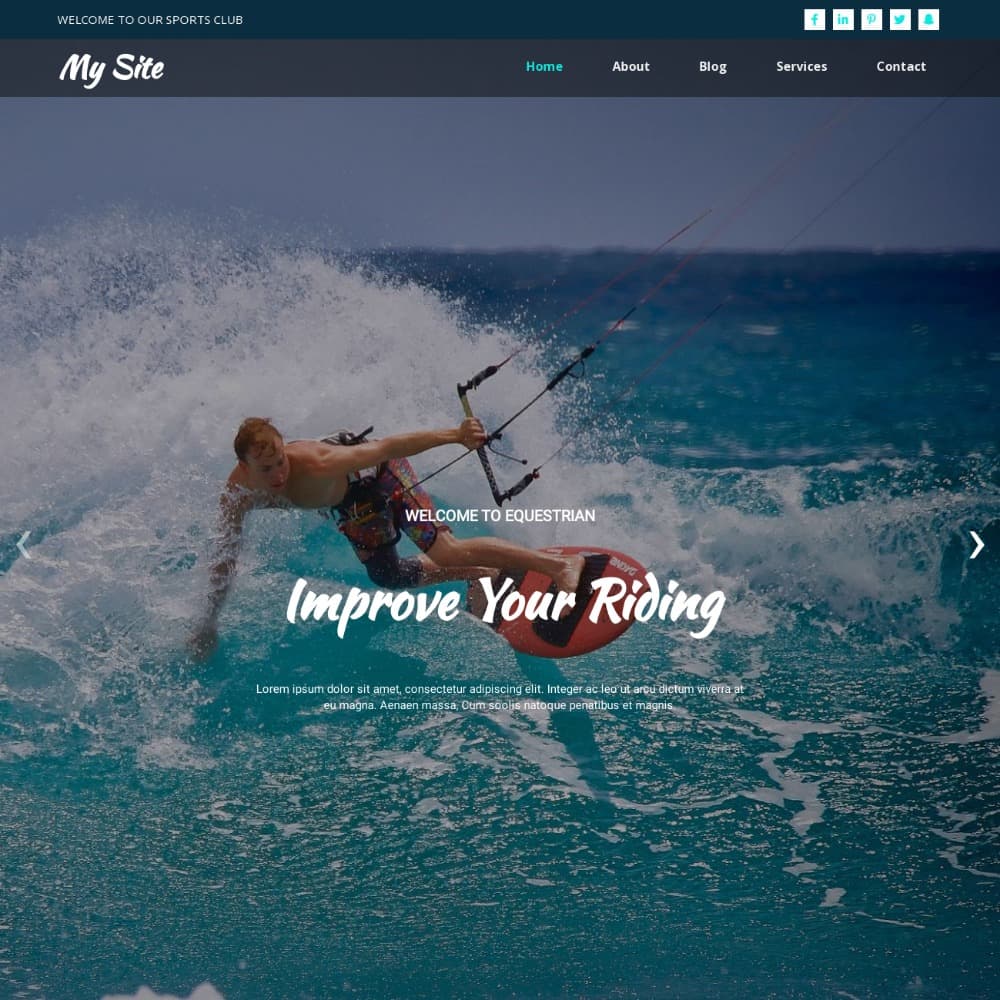 WELCOME TO OUR SPORTS CLUB
My Site
Home About Blog Services Contact
WELCOME TO EQUESTRIAN
Improve Your Riding
Lorem ipsum dolor sit amet, consectetur adipiscing elit. Integer ac leo ut arcu dictum viverra at
eu magna. Aenaen massa, Cum soolis natoque penatibus et magnis